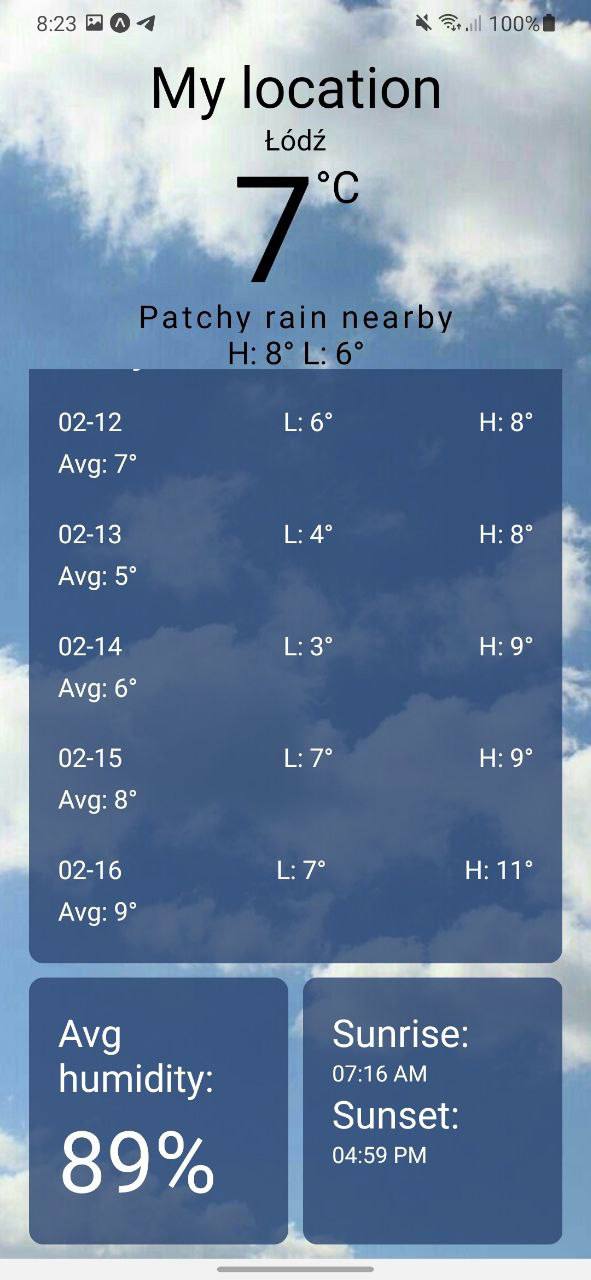 8:23 100%
My location
Łódź
7°C
Patchy rain nearby
H: 8° L: 6°
02-12 L: 6° H: 8°
Avg: 7°
02-13 L: 4° H: 8°
Avg: 5°
02-14 L: 3° H: 9°
Avg: 6°
02-15 L: 7° H: 9°
Avg: 8°
02-16 L: 7° H: 11°
Avg: 9°
Avg
humidity:
89%
Sunrise:
07:16 AM
Sunset:
04:59 PM